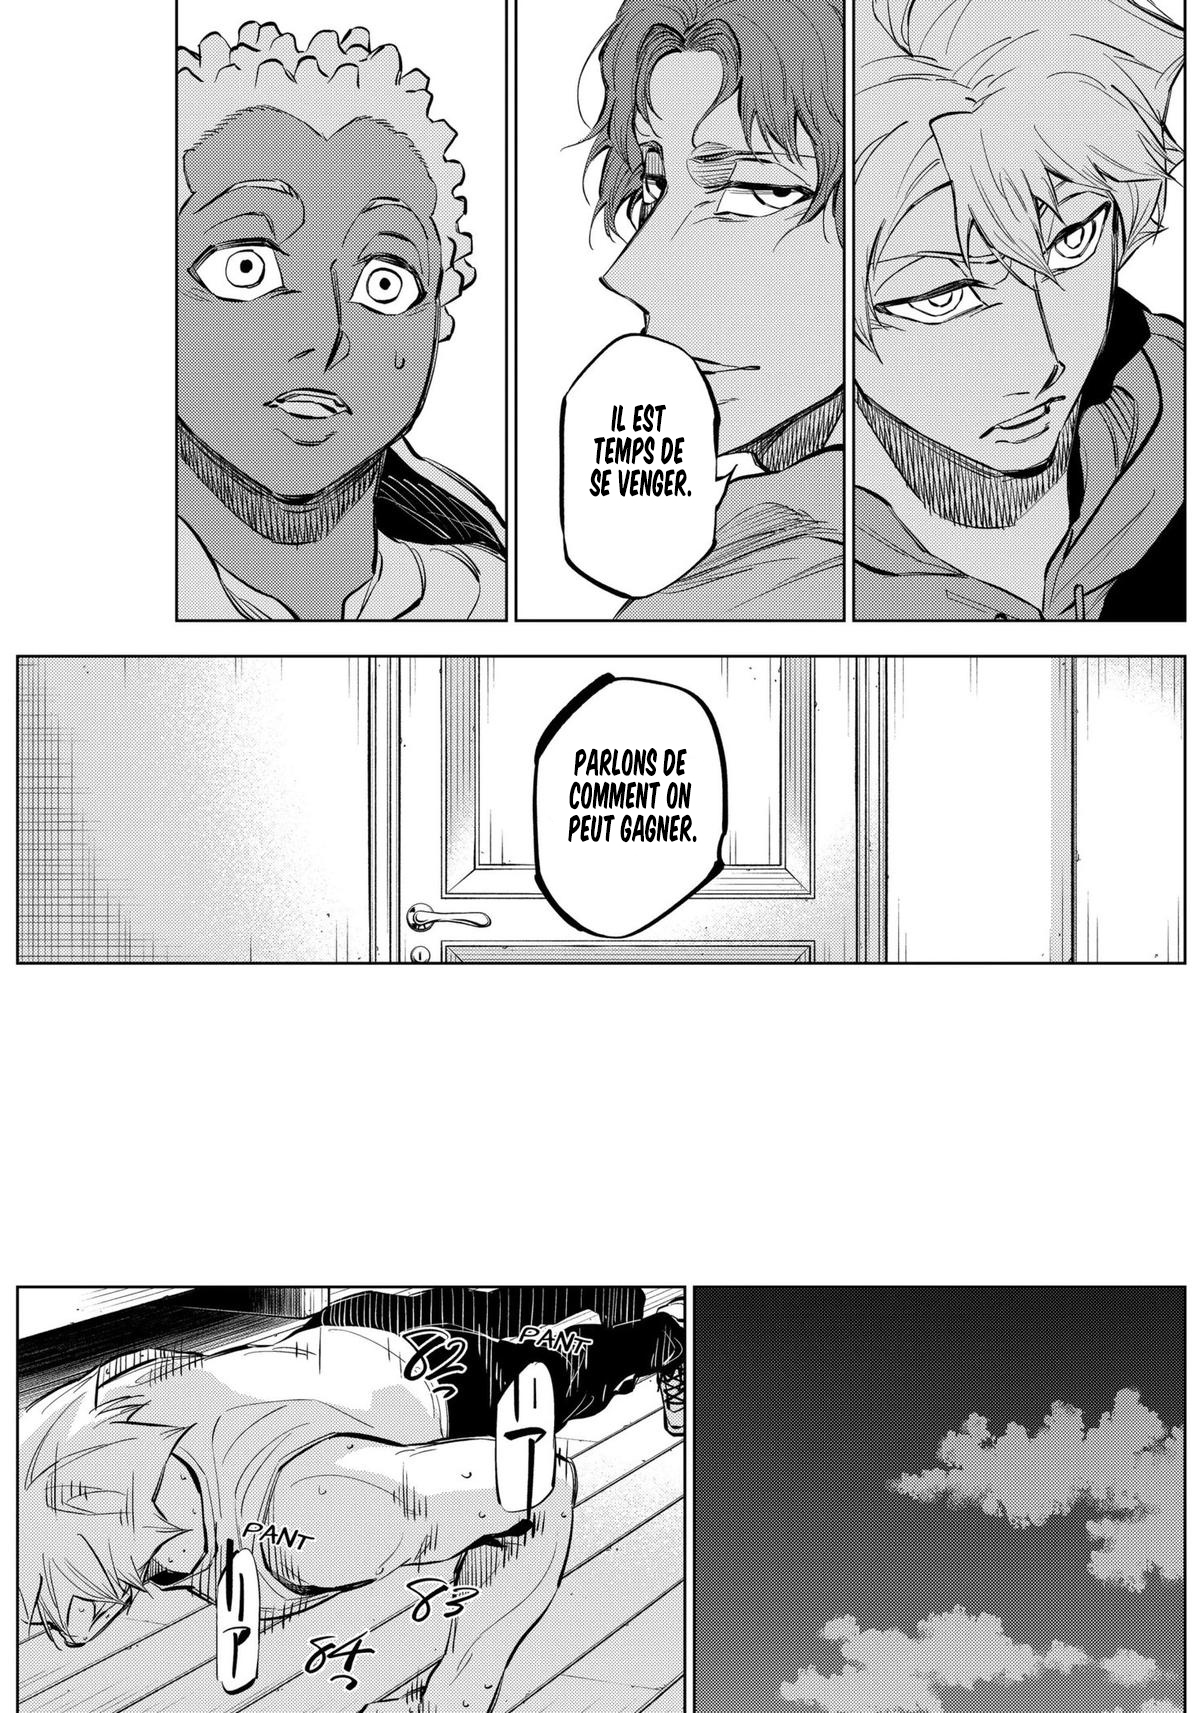 IL EST
TEMPS DE
SE VENGER.
PARLONS DE
COMMENT ON
PEUT GAGNER.
82
PANT
ハア
PANT
ハア
83
84